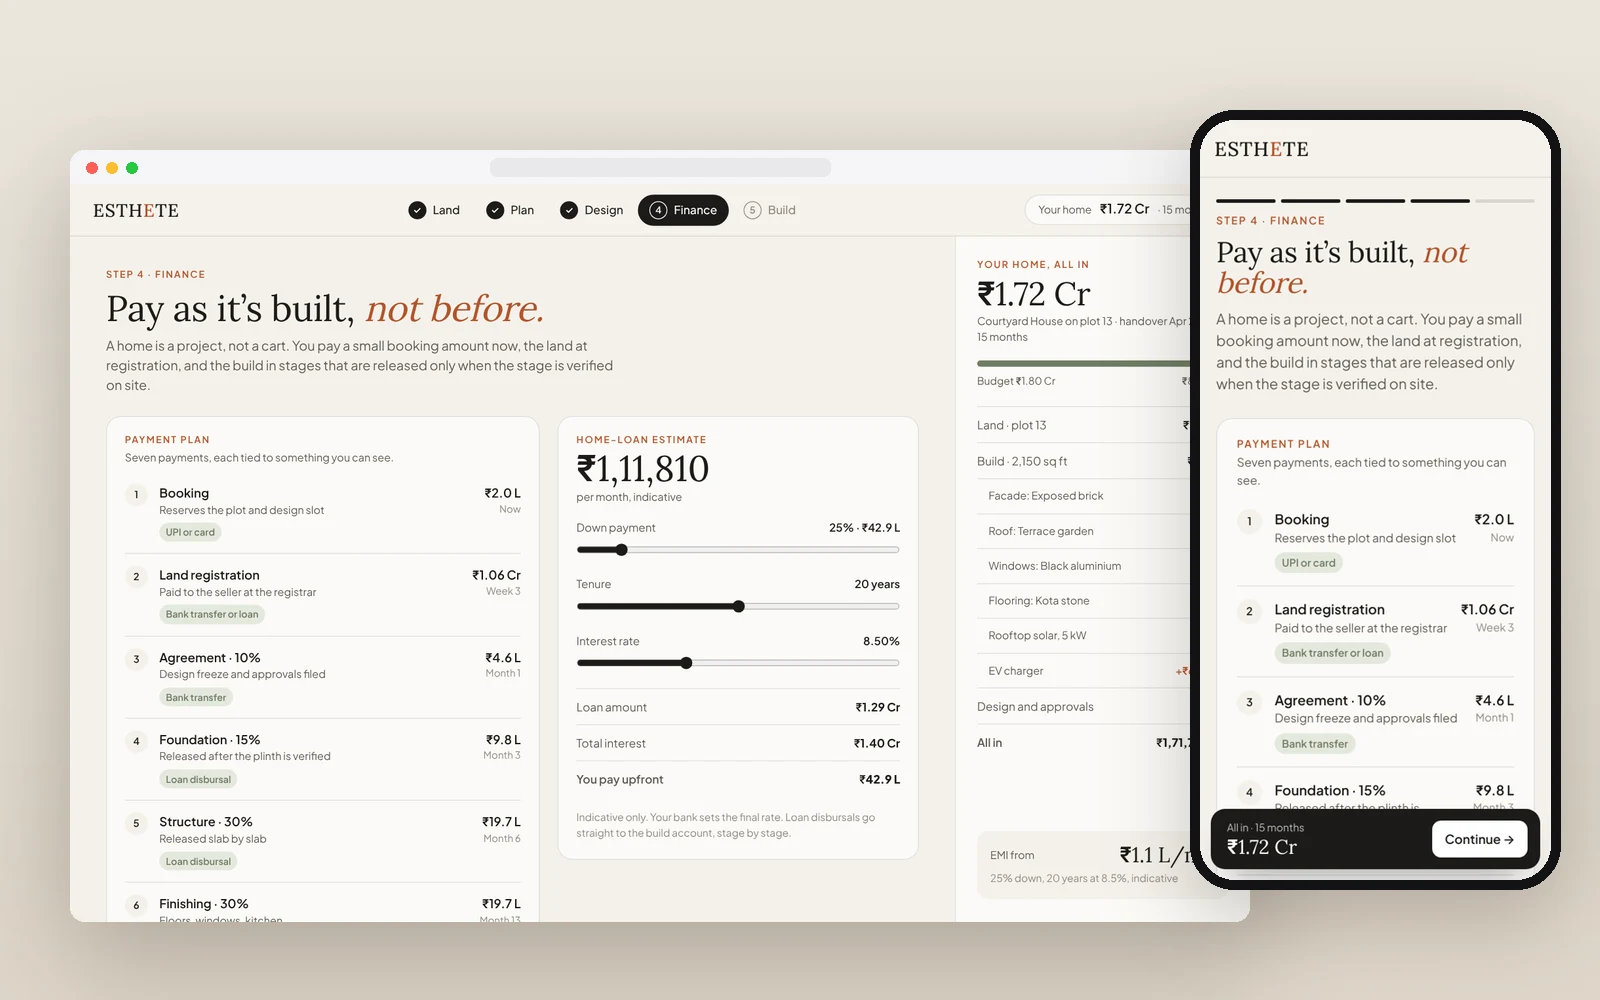 ESTHETE
Land
Plan
Design
4 Finance
5 Build
Your home ₹1.72 Cr · 15 mo
STEP 4 · FINANCE
Pay as it’s built, not before.
A home is a project, not a cart. You pay a small booking amount now, the land at
registration, and the build in stages that are released only when the stage is verified
on site.
PAYMENT PLAN
Seven payments, each tied to something you can see.
1 Booking ₹2.0 L
Reserves the plot and design slot Now
UPI or card
2 Land registration ₹1.06 Cr
Paid to the seller at the registrar Week 3
Bank transfer or loan
3 Agreement · 10% ₹4.6 L
Design freeze and approvals filed Month 1
Bank transfer
4 Foundation · 15% ₹9.8 L
Released after the plinth is verified Month 3
Loan disbursal
5 Structure · 30% ₹19.7 L
Released slab by slab Month 6
Loan disbursal
6 Finishing · 30% ₹19.7 L
Floors, windows, kitchen Month 13
HOME-LOAN ESTIMATE
₹1,11,810
per month, indicative
Down payment 25% · ₹42.9 L
Tenure 20 years
Interest rate 8.50%
Loan amount ₹1.29 Cr
Total interest ₹1.40 Cr
You pay upfront ₹42.9 L
Indicative only. Your bank sets the final rate. Loan disbursals go
straight to the build account, stage by stage.
YOUR HOME, ALL IN
₹1.72 Cr
Courtyard House on plot 13 · handover Apr
15 months
Budget ₹1.80 Cr
Land · plot 13
Build · 2,150 sq ft
Facade: Exposed brick
Roof: Terrace garden
Windows: Black aluminium
Flooring: Kota stone
Rooftop solar, 5 kW
EV charger
Design and approvals
All in ₹1,71,7
EMI from ₹1.1 L/
25% down, 20 years at 8.5%, indicative
ESTHETE
STEP 4 · FINANCE
Pay as it’s built, not
before.
A home is a project, not a cart. You pay a small
booking amount now, the land at registration,
and the build in stages that are released only
when the stage is verified on site.
PAYMENT PLAN
Seven payments, each tied to something you can
see.
1 Booking ₹2.0 L
Reserves the plot and design slot Now
UPI or card
2 Land registration ₹1.06 Cr
Paid to the seller at the registrar Week 3
Bank transfer or loan
3 Agreement · 10% ₹4.6 L
Design freeze and approvals filed Month 1
Bank transfer
4 Foundation · 15% ₹9.8 L
Released after the plinth is Month 3
All in · 15 months
₹1.72 Cr
Continue →